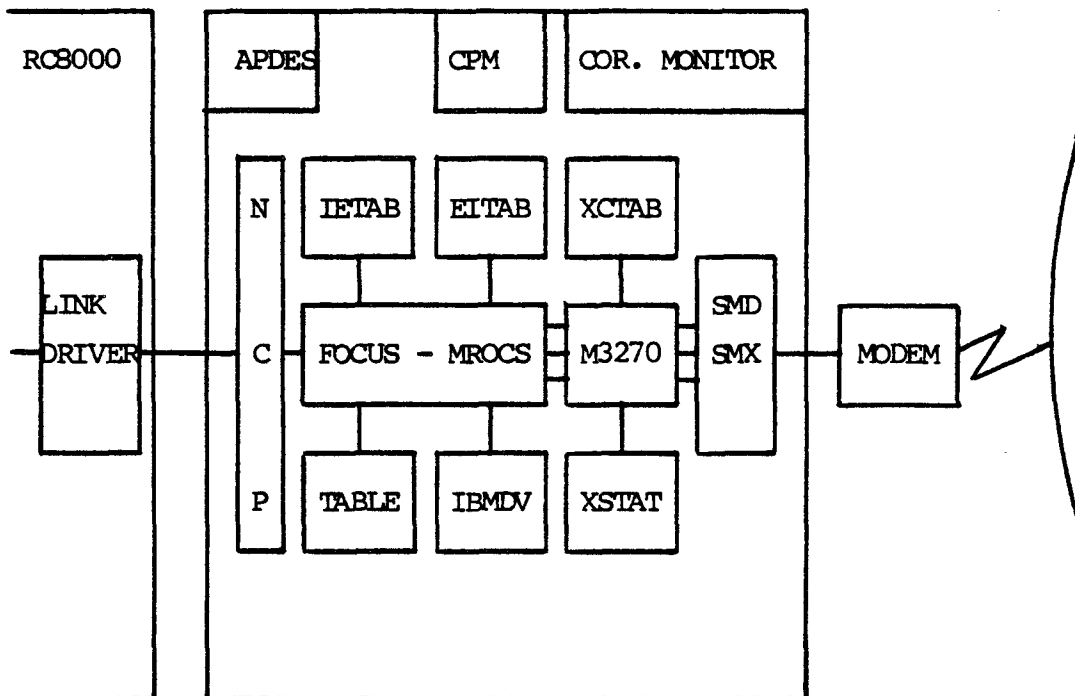 RC8000
APDES
CPM
COR. MONITOR
N
IETAB
EITAB
XCTAB
LINK
DRIVER
C
FOCUS - MROCS
M3270
SMD
SMX
MODEM
P
TABLE
IBMDV
XSTAT